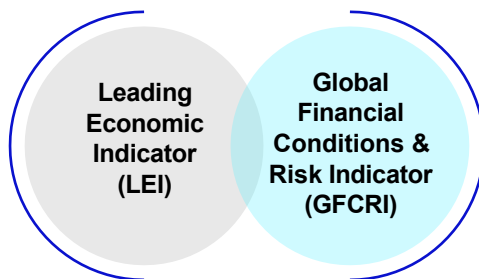 Leading
Economic
Indicator
(LEI)
Global
Financial
Conditions &
Risk Indicator
(GFCRI)